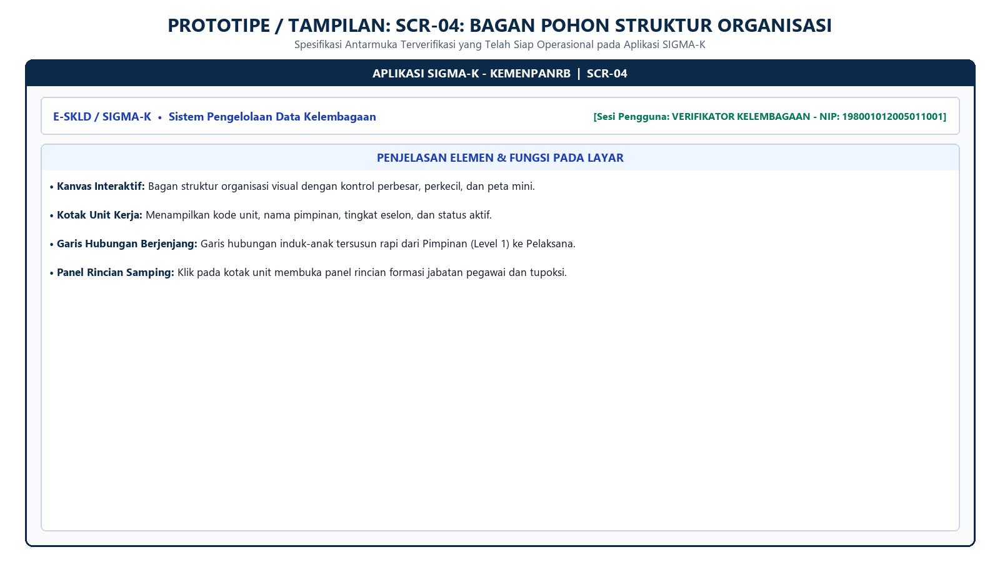 PROTOTIPE / TAMPILAN: SCR-04: BAGAN POHON STRUKTUR ORGANISASI
Spesifikasi Antarmuka Terverifikasi yang Telah Siap Operasional pada Aplikasi SIGMA-K
APLIKASI SIGMA-K - KEMENPANRB | SCR-04
E-SKLD / SIGMA-K • Sistem Pengelolaan Data Kelembagaan
[Sesi Pengguna: VERIFIKATOR KELEMBAGAAN - NIP: 198001012005011001]
PENJELASAN ELEMEN & FUNGSI PADA LAYAR
• Kanvas Interaktif: Bagan struktur organisasi visual dengan kontrol perbesar, perkecil, dan peta mini.
• Kotak Unit Kerja: Menampilkan kode unit, nama pimpinan, tingkat eselon, dan status aktif.
• Garis Hubungan Berjenjang: Garis hubungan induk-anak tersusun rapi dari Pimpinan (Level 1) ke Pelaksana.
• Panel Rincian Samping: Klik pada kotak unit membuka panel rincian formasi jabatan pegawai dan tupoksi.